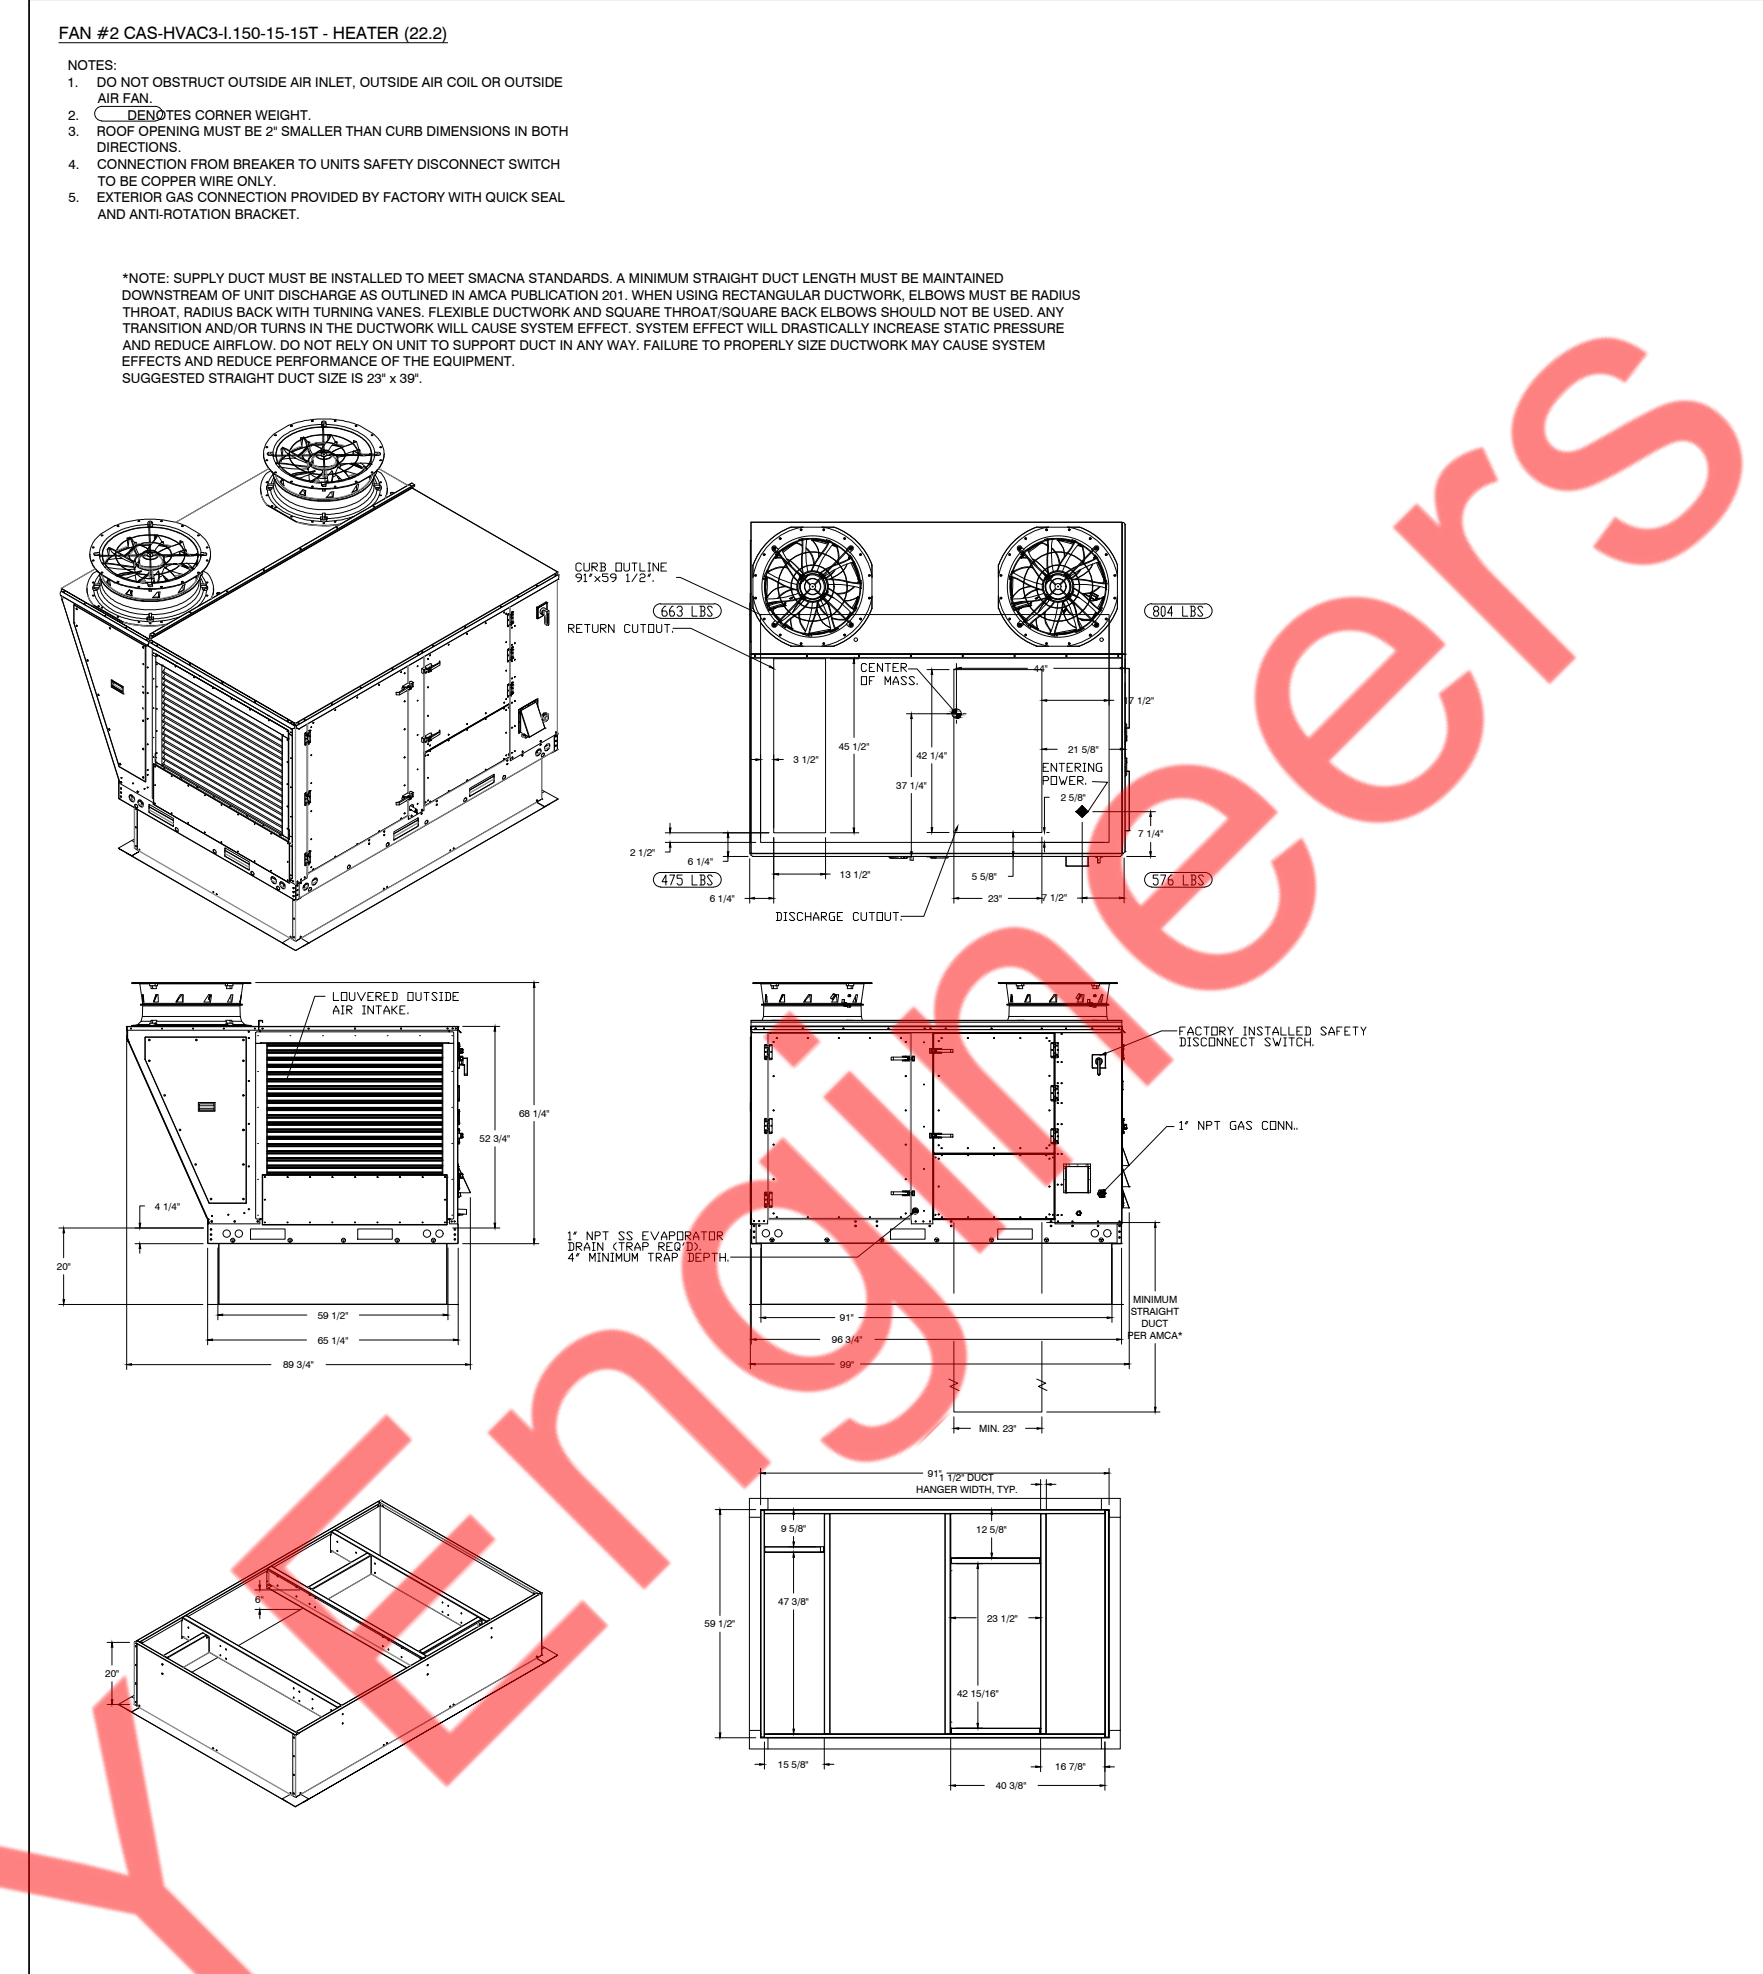 FAN #2 CAS-HVAC3-I.150-15-15T - HEATER (22.2)
NOTES:
1. DO NOT OBSTRUCT OUTSIDE AIR INLET, OUTSIDE AIR COIL OR OUTSIDE
AIR FAN.
2. DENOTES CORNER WEIGHT.
3. ROOF OPENING MUST BE 2" SMALLER THAN CURB DIMENSIONS IN BOTH
DIRECTIONS.
4. CONNECTION FROM BREAKER TO UNITS SAFETY DISCONNECT SWITCH
TO BE COPPER WIRE ONLY.
5. EXTERIOR GAS CONNECTION PROVIDED BY FACTORY WITH QUICK SEAL
AND ANTI-ROTATION BRACKET.
*NOTE: SUPPLY DUCT MUST BE INSTALLED TO MEET SMACNA STANDARDS. A MINIMUM STRAIGHT DUCT LENGTH MUST BE MAINTAINED
DOWNSTREAM OF UNIT DISCHARGE AS OUTLINED IN AMCA PUBLICATION 201. WHEN USING RECTANGULAR DUCTWORK, ELBOWS MUST BE RADIUS
THROAT, RADIUS BACK WITH TURNING VANES. FLEXIBLE DUCTWORK AND SQUARE THROAT/SQUARE BACK ELBOWS SHOULD NOT BE USED. ANY
TRANSITION AND/OR TURNS IN THE DUCTWORK WILL CAUSE SYSTEM EFFECT. SYSTEM EFFECT WILL DRASTICALLY INCREASE STATIC PRESSURE
AND REDUCE AIRFLOW. DO NOT RELY ON UNIT TO SUPPORT DUCT IN ANY WAY. FAILURE TO PROPERLY SIZE DUCTWORK MAY CAUSE SYSTEM
EFFECTS AND REDUCE PERFORMANCE OF THE EQUIPMENT.
SUGGESTED STRAIGHT DUCT SIZE IS 23" x 39".
CURB OUTLINE
91"x59 1/2".
663 LBS
804 LBS
RETURN CUTOUT.
CENTER
OF MASS.
44"
7 1/2"
45 1/2"
21 5/8"
3 1/2"
42 1/4"
ENTERING
POWER.
37 1/4"
2 5/8"
7 1/4"
2 1/2"
6 1/4"
475 LBS
13 1/2"
5 5/8"
576 LBS
6 1/4"
23"
7 1/2"
DISCHARGE CUTOUT.
LOUVERED OUTSIDE
AIR INTAKE.
68 1/4"
52 3/4"
4 1/4"
20"
59 1/2"
65 1/4"
89 3/4"
FACTORY INSTALLED SAFETY
DISCONNECT SWITCH.
1" NPT GAS CONN..
1" NPT SS EVAPORATOR
DRAIN (TRAP REQ'D).
4" MINIMUM TRAP DEPTH.
91"
96 3/4"
99"
MINIMUM
STRAIGHT
DUCT
PER AMCA*
MIN. 23"
6"
20"
91"
1 1/2" DUCT
HANGER WIDTH, TYP.
9 5/8"
12 5/8"
47 3/8"
59 1/2"
23 1/2"
42 15/16"
15 5/8"
16 7/8"
40 3/8"
Y Engineers